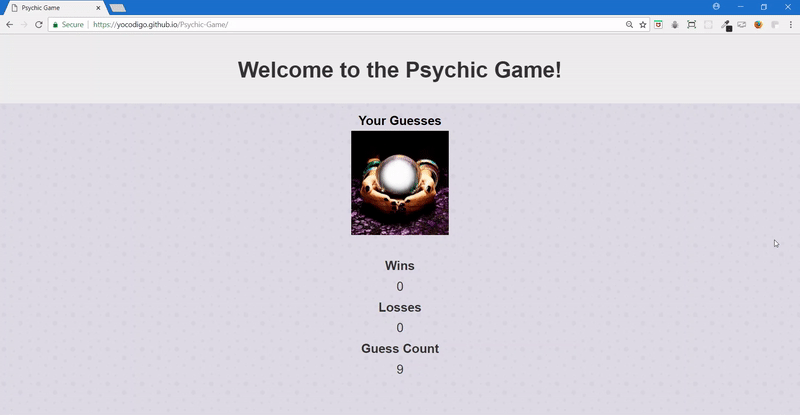 Psychic Game
Secure
https://yocodigo.github.io/Psychic-Game/
Welcome to the Psychic Game!
Your Guesses
Wins
0
Losses
0
Guess Count
9